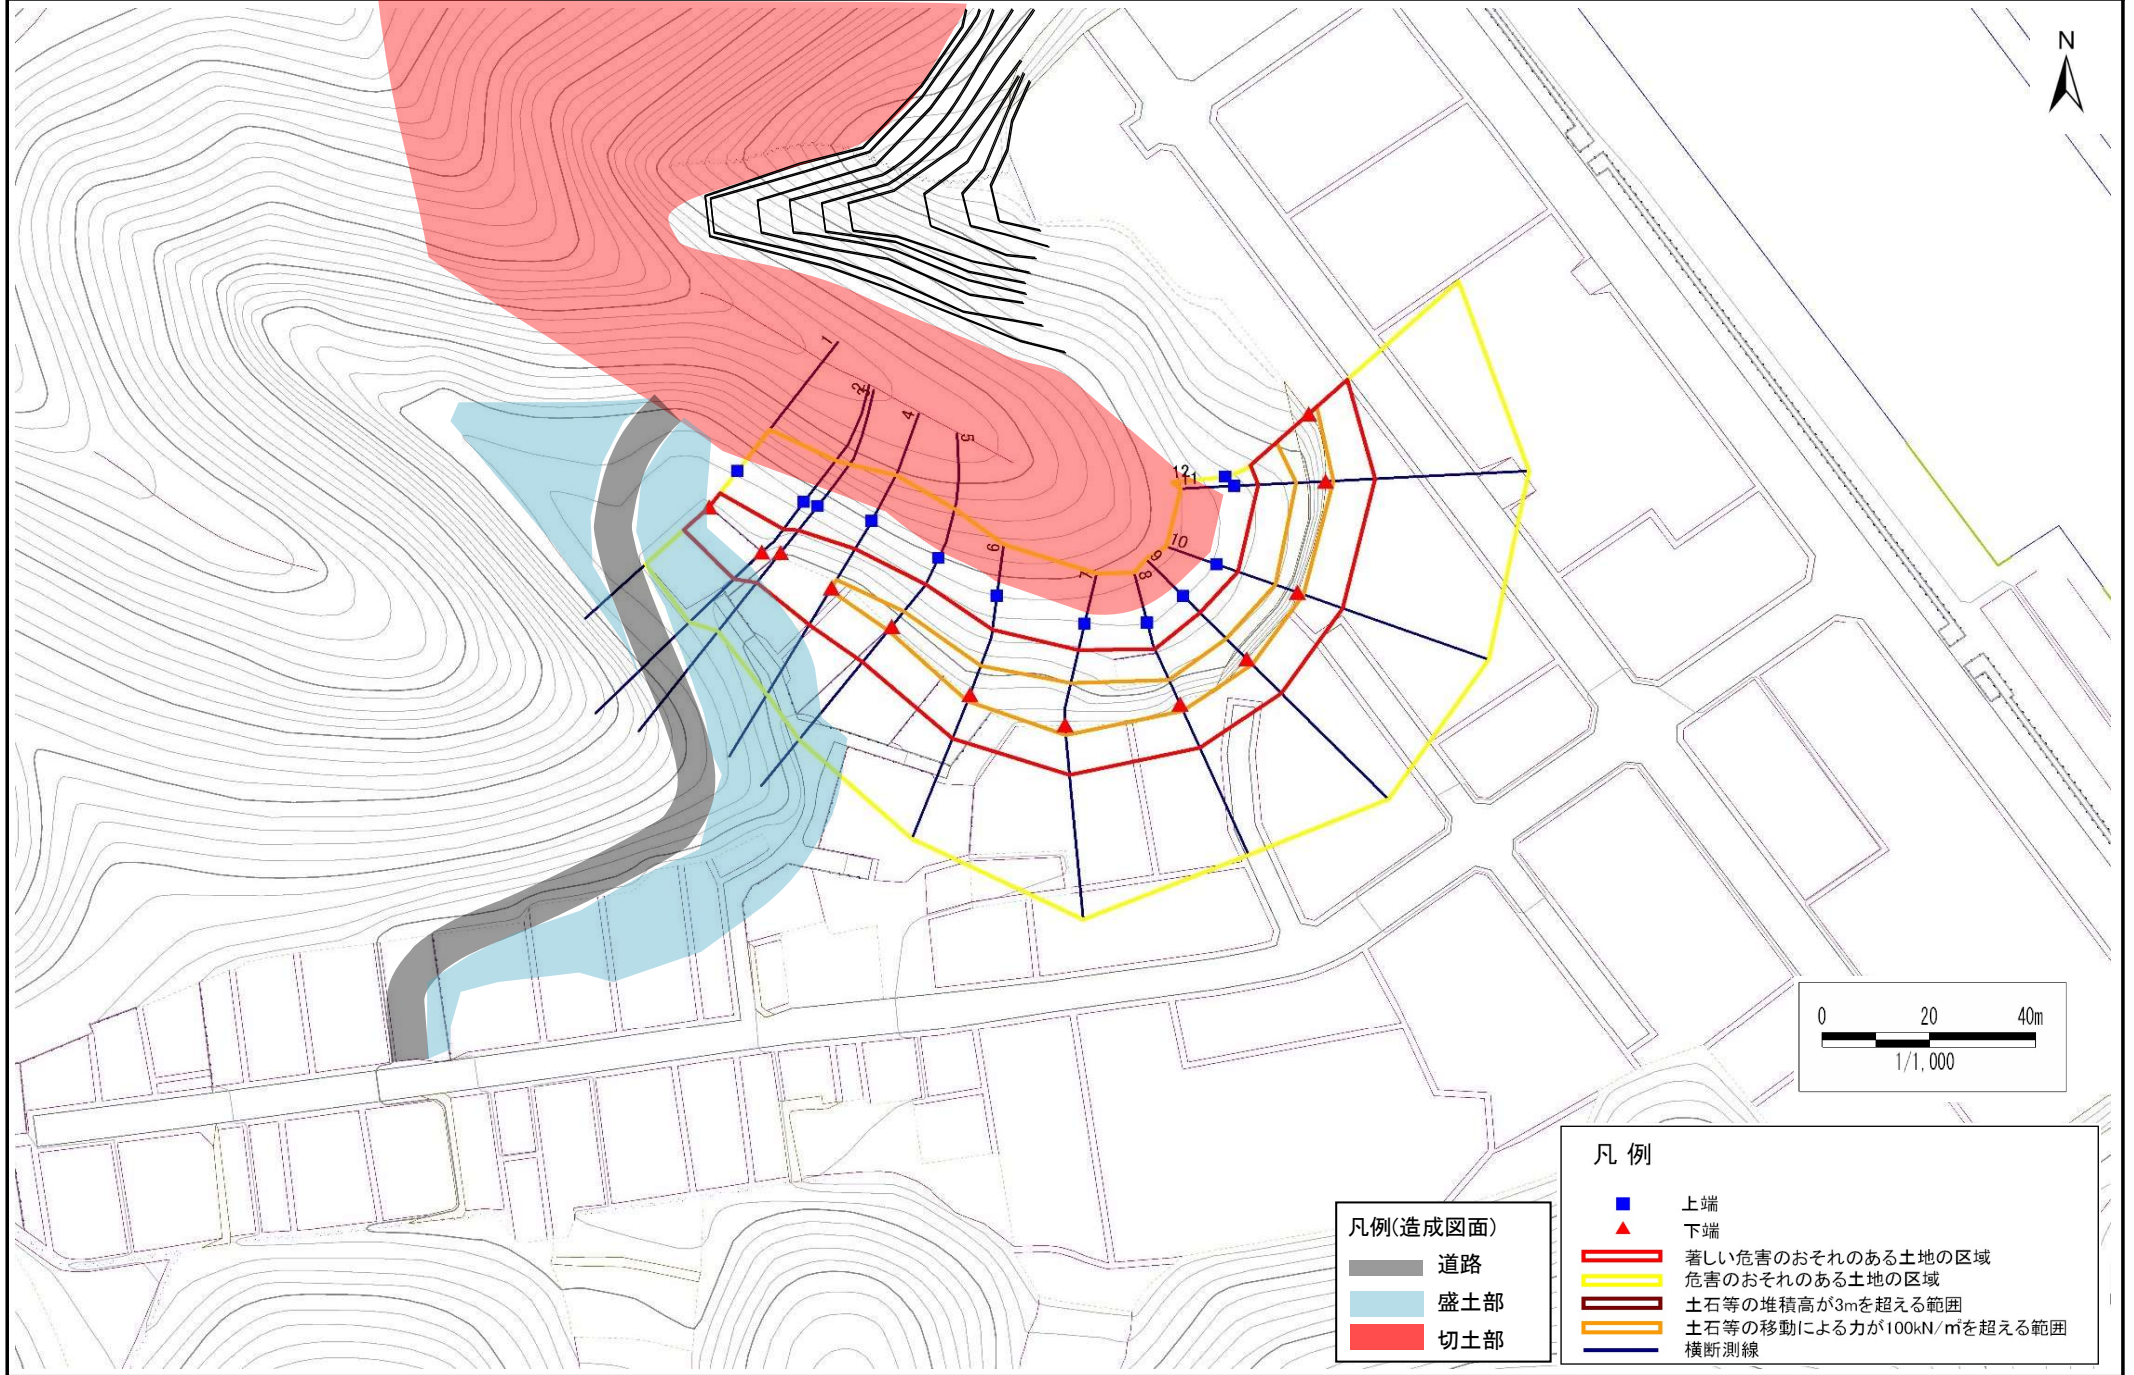 N
1
2
3
4
5
6
7
8
9
10
11
12
0 20 40m
1/1,000
凡例(造成図面)
道路
盛土部
切土部
凡 例
上端
下端
著しい危害のおそれのある土地の区域
危害のおそれのある土地の区域
土石等の堆積高が3mを超える範囲
土石等の移動による力が100kN/㎡を超える範囲
横断測線